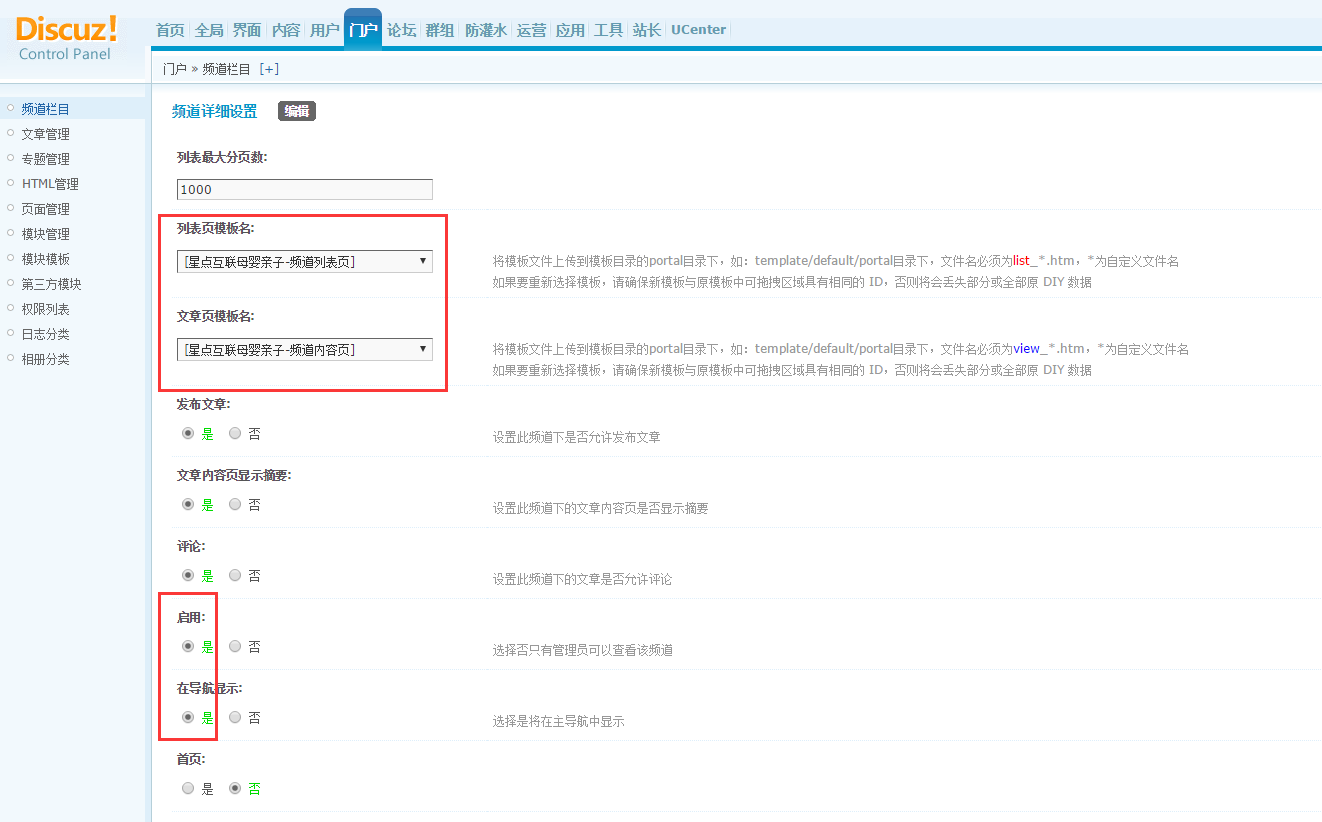 Discuz!
Control Panel
首页 全局 界面 内容 用户 门户 论坛 群组 防灌水 运营 应用 工具 站长 UCenter
门户 » 频道栏目 [+]
频道栏目
文章管理
专题管理
HTML管理
页面管理
模块管理
模块模板
第三方模块
权限列表
日志分类
相册分类
频道详细设置 编辑
列表最大分页数:
1000
列表页模板名:
[星点互联母婴亲子-频道列表页]
将模板文件上传到模板目录的portal目录下，如：template/default/portal目录下，文件名必须为list_*.htm，*为自定义文件名
如果要重新选择模板，请确保新模板与原模板中可拖拽区域具有相同的 ID，否则将会丢失部分或全部原 DIY 数据
文章页模板名:
[星点互联母婴亲子-频道内容页]
将模板文件上传到模板目录的portal目录下，如：template/default/portal目录下，文件名必须为view_*.htm，*为自定义文件名
如果要重新选择模板，请确保新模板与原模板中可拖拽区域具有相同的 ID，否则将会丢失部分或全部原 DIY 数据
发布文章:
是 否
设置此频道下是否允许发布文章
文章内容页显示摘要:
是 否
设置此频道下的文章内容页是否显示摘要
评论:
是 否
设置此频道下的文章是否允许评论
启用:
是 否
选择否只有管理员可以查看该频道
在导航显示:
是 否
选择是将在主导航中显示
首页:
是 否